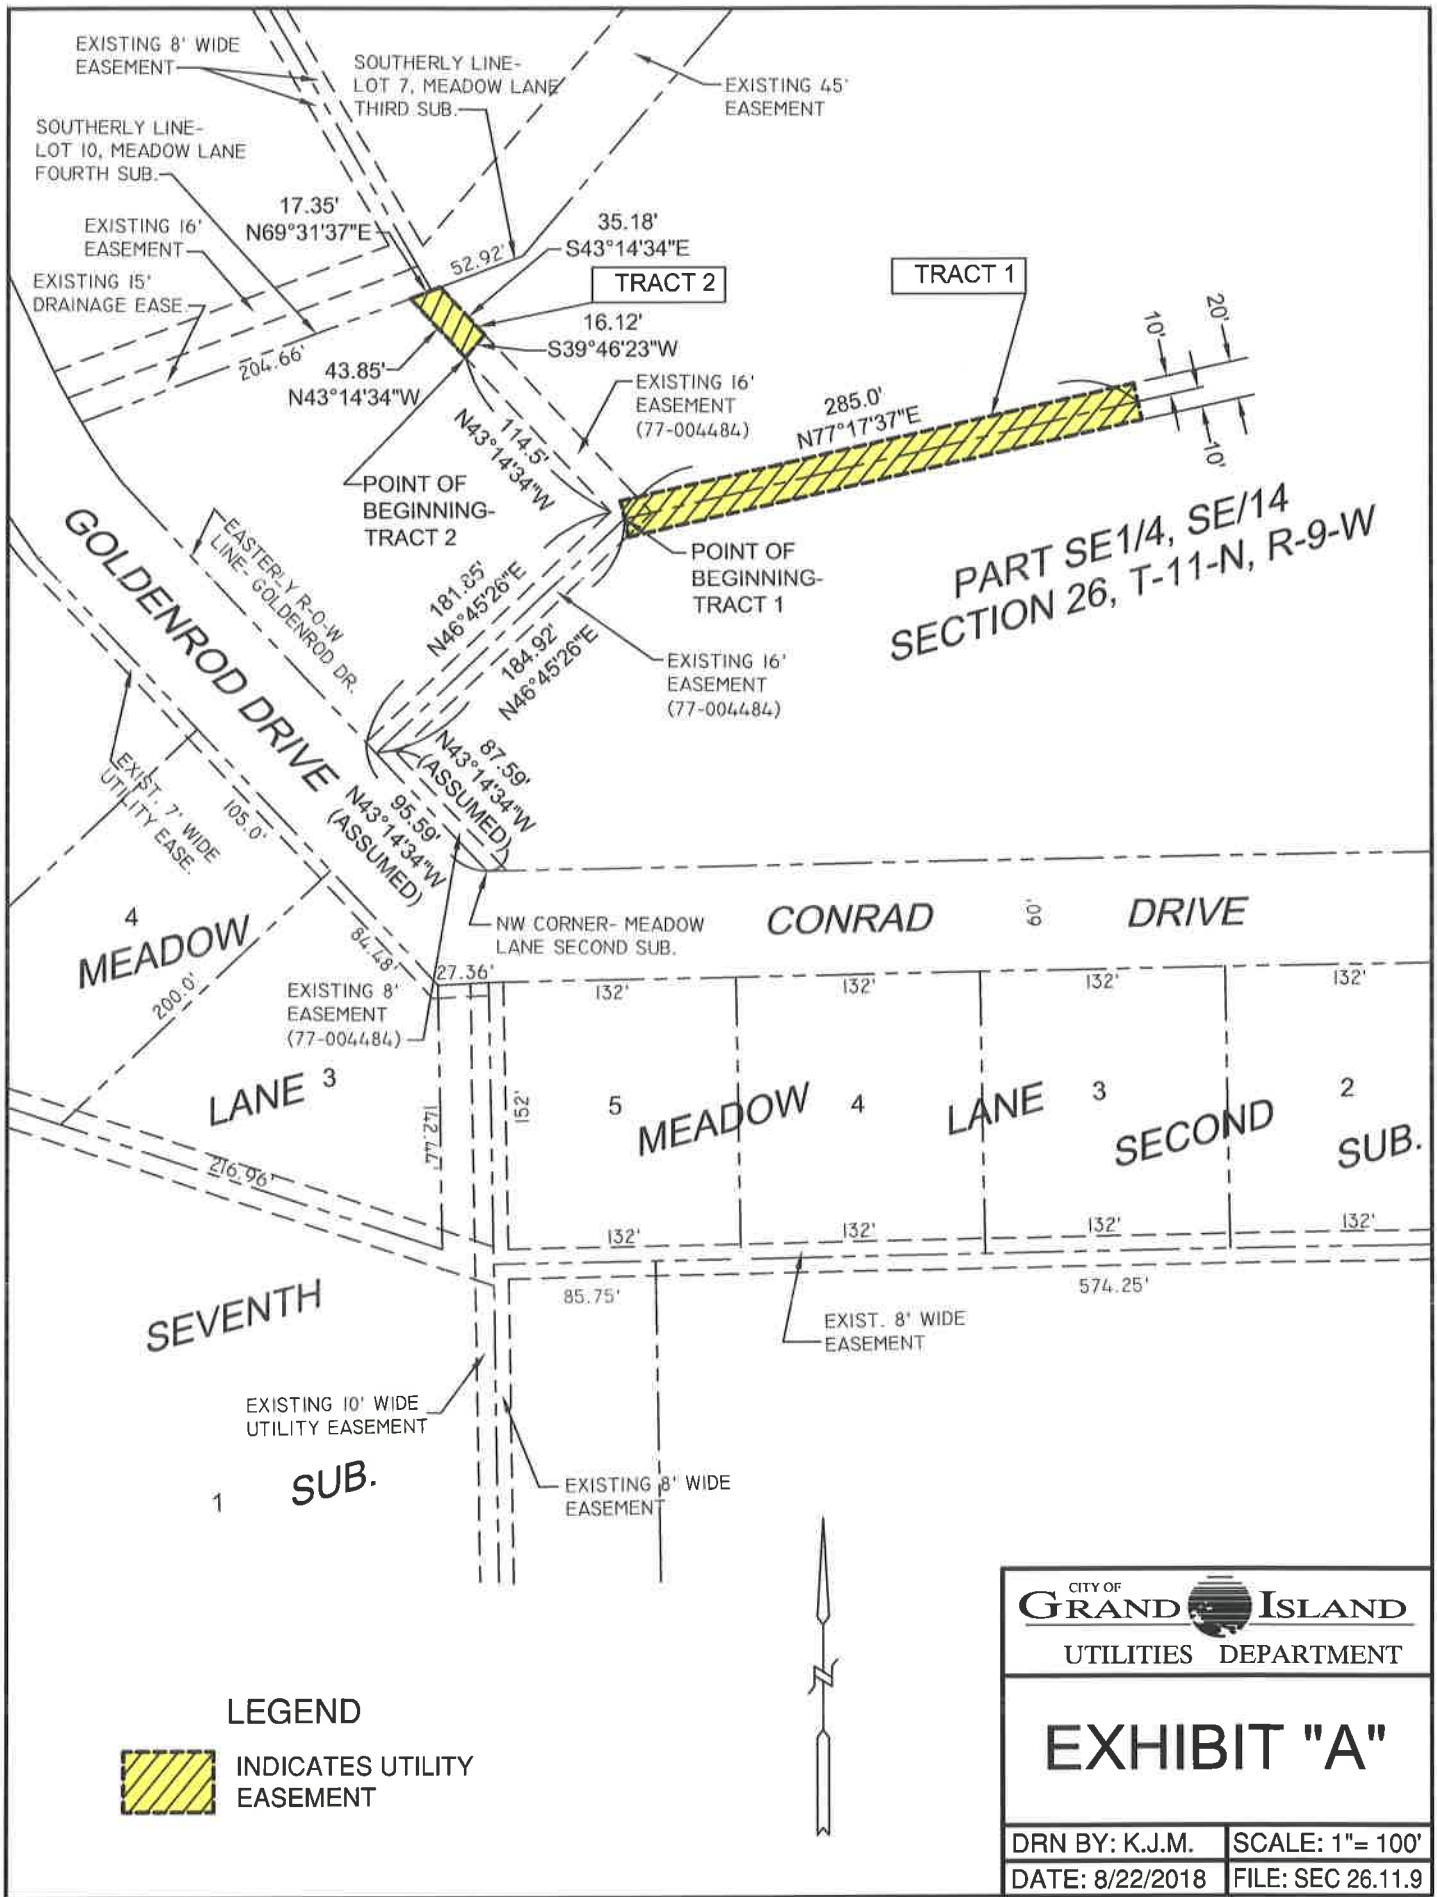 EXISTING 8' WIDE
EASEMENT
SOUTHERLY LINE-
LOT 7, MEADOW LANE
THIRD SUB.
EXISTING 45'
EASEMENT
SOUTHERLY LINE-
LOT 10, MEADOW LANE
FOURTH SUB.
17.35'
N69°31'37"E
35.18'
S43°14'34"E
EXISTING 16'
EASEMENT
52.92'
TRACT 2
TRACT 1
EXISTING 15'
DRAINAGE EASE.
16.12'
S39°46'23"W
20'
10'
10'
204.66'
43.85'
N43°14'34"W
EXISTING 16'
EASEMENT
(77-004484)
285.0'
N77°17'37"E
114.5'
N43°14'34"W
POINT OF
BEGINNING-
TRACT 2
POINT OF
BEGINNING-
TRACT 1
PART SE1/4, SE/14
SECTION 26, T-11-N, R-9-W
GOLDENROD DRIVE
EASTERLY R-O-W
LINE- GOLDENROD DR.
181.85'
N46°45'26"E
184.92'
N46°45'26"E
EXISTING 16'
EASEMENT
(77-004484)
EXIST. 7' WIDE
UTILITY EASE.
105.0'
87.59'
N43°14'34"W
(ASSUMED)
95.59'
N43°14'34"W
(ASSUMED)
NW CORNER- MEADOW
LANE SECOND SUB.
CONRAD
60'
DRIVE
4
MEADOW
84.48'
27.36'
200.0'
EXISTING 8'
EASEMENT
(77-004484)
132'
132'
132'
132'
LANE
3
142.44'
152'
5
MEADOW
4
LANE
3
SECOND
2
SUB.
216.96'
132'
132'
132'
132'
85.75'
574.25'
SEVENTH
EXIST. 8' WIDE
EASEMENT
EXISTING 10' WIDE
UTILITY EASEMENT
1
SUB.
EXISTING 8' WIDE
EASEMENT
LEGEND
INDICATES UTILITY
EASEMENT
CITY OF
GRAND ISLAND
UTILITIES DEPARTMENT
EXHIBIT "A"
DRN BY: K.J.M.
SCALE: 1"= 100'
DATE: 8/22/2018
FILE: SEC 26.11.9